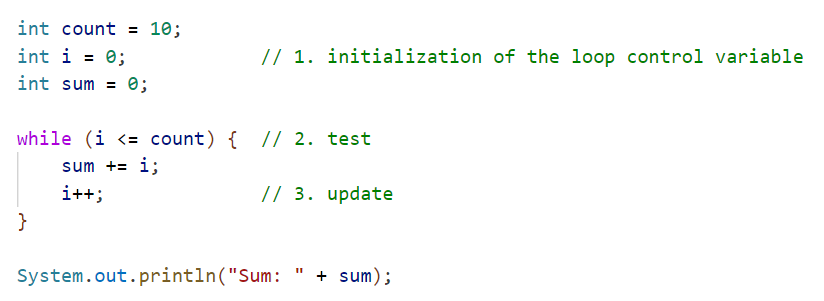 int count = 10;
int i = 0;            // 1. initialization of the loop control variable
int sum = 0;

while (i <= count) {  // 2. test
    sum += i;
    i++;              // 3. update
}

System.out.println("Sum: " + sum);